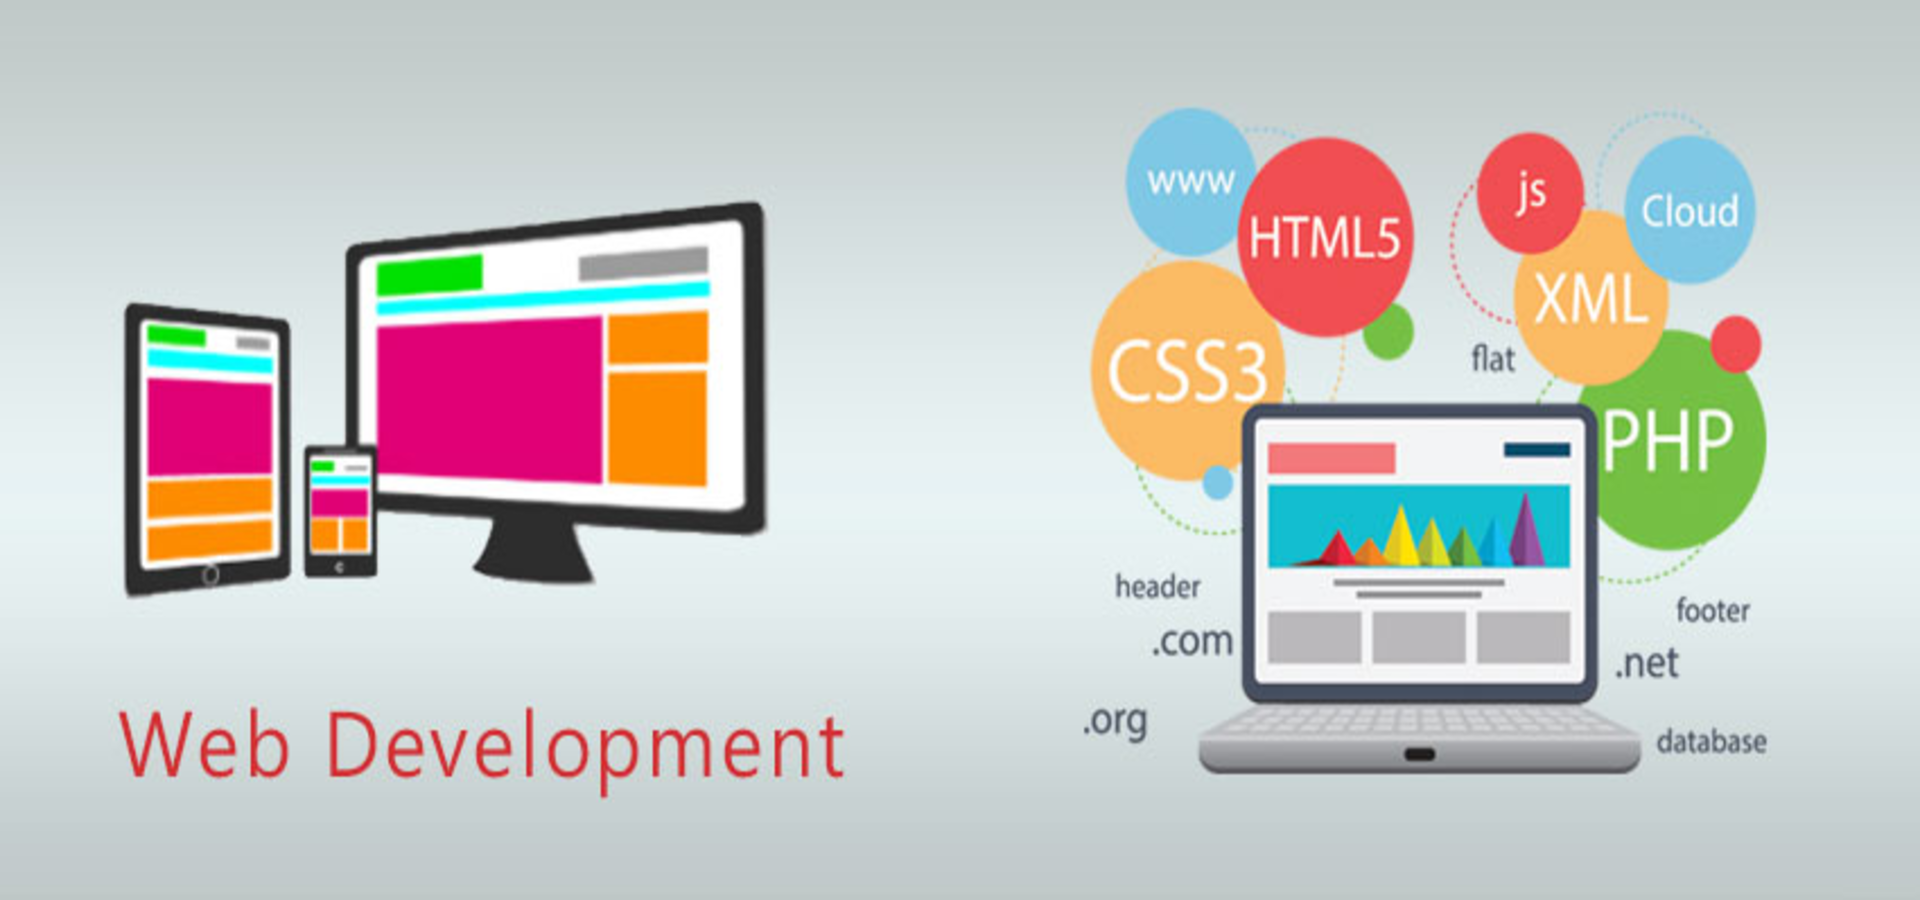 Web Development
www
HTML5
js
Cloud
CSS3
XML
flat
PHP
header
.com
.org
footer
.net
database